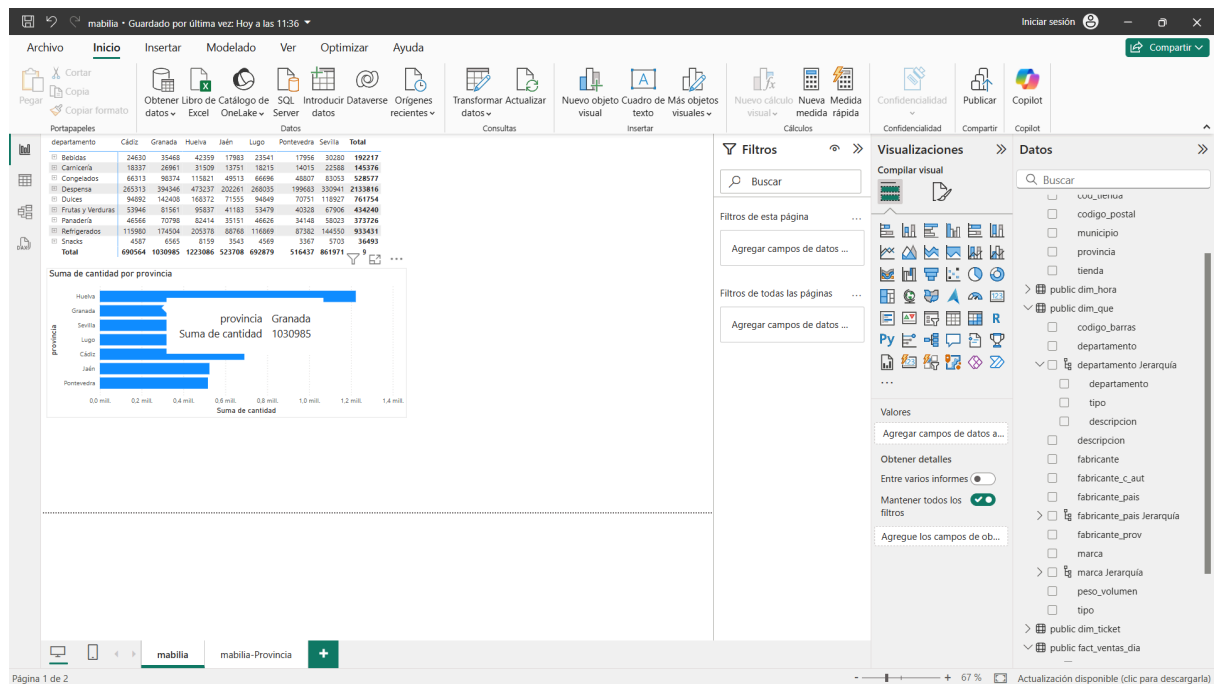 mabilia • Guardado por última vez: Hoy a las 11:36
Iniciar sesión
Archivo Inicio Insertar Modelado Ver Optimizar Ayuda
Compartir
Pegar
Cortar
Copia
Copiar formato
Portapapeles
Obtener datos
Libro de Excel
Catálogo de OneLake
SQL Server
Introducir datos
Dataverse
Orígenes recientes
Datos
Transformar datos
Actualizar
Consultas
Nuevo objeto visual
Cuadro de texto
Más objetos visuales
Insertar
Nuevo cálculo visual
Nueva medida
Medida rápida
Cálculos
Confidencialidad
Confidencialidad
Publicar
Compartir
Copilot
Copilot
departamento Cádiz Granada Huelva Jaén Lugo Pontevedra Sevilla Total
Bebidas 24630 35468 42359 17983 23541 17956 30280 192217
Carnicería 18337 26961 31509 13751 18215 14015 22588 145376
Congelados 66313 98374 115821 49513 66696 48807 83053 528577
Despensa 265313 394346 473237 202261 268035 199683 330941 2133816
Dulces 94892 142408 168372 71555 94849 70751 118927 761754
Frutas y Verduras 53946 81561 95837 41183 53479 40328 67906 434240
Panadería 46566 70798 82414 35151 46626 34148 58023 373726
Refrigerados 115980 174504 205378 88768 116869 87382 144550 933431
Snacks 4587 6565 8159 3543 4569 3367 5703 36493
Total 690564 1030985 1223086 523708 692879 516437 861971 9
Suma de cantidad por provincia
provincia
Huelva
Granada
Sevilla
Lugo
Cádiz
Jaén
Pontevedra
provincia Granada
Suma de cantidad 1030985
0,0 mill. 0,2 mill. 0,4 mill. 0,6 mill. 0,8 mill. 1,0 mill. 1,2 mill. 1,4 mill.
Suma de cantidad
Filtros
Buscar
Filtros de esta página ...
Agregar campos de datos ...
Filtros de todas las páginas ...
Agregar campos de datos ...
Visualizaciones
Compilar visual
123
R
Py
...
Valores
Agregar campos de datos a...
Obtener detalles
Entre varios informes
Mantener todos los
filtros
Agregue los campos de ob...
Datos
Buscar
cod_tienda
codigo_postal
municipio
provincia
tienda
public dim_hora
public dim_que
codigo_barras
departamento
departamento Jerarquía
departamento
tipo
descripcion
descripcion
fabricante
fabricante_c_aut
fabricante_pais
fabricante_pais Jerarquía
fabricante_prov
marca
marca Jerarquía
peso_volumen
tipo
public dim_ticket
public fact_ventas_dia
DAX
mabilia
mabilia-Provincia
+
Página 1 de 2
- + 67 %
Actualización disponible (clic para descargarla)